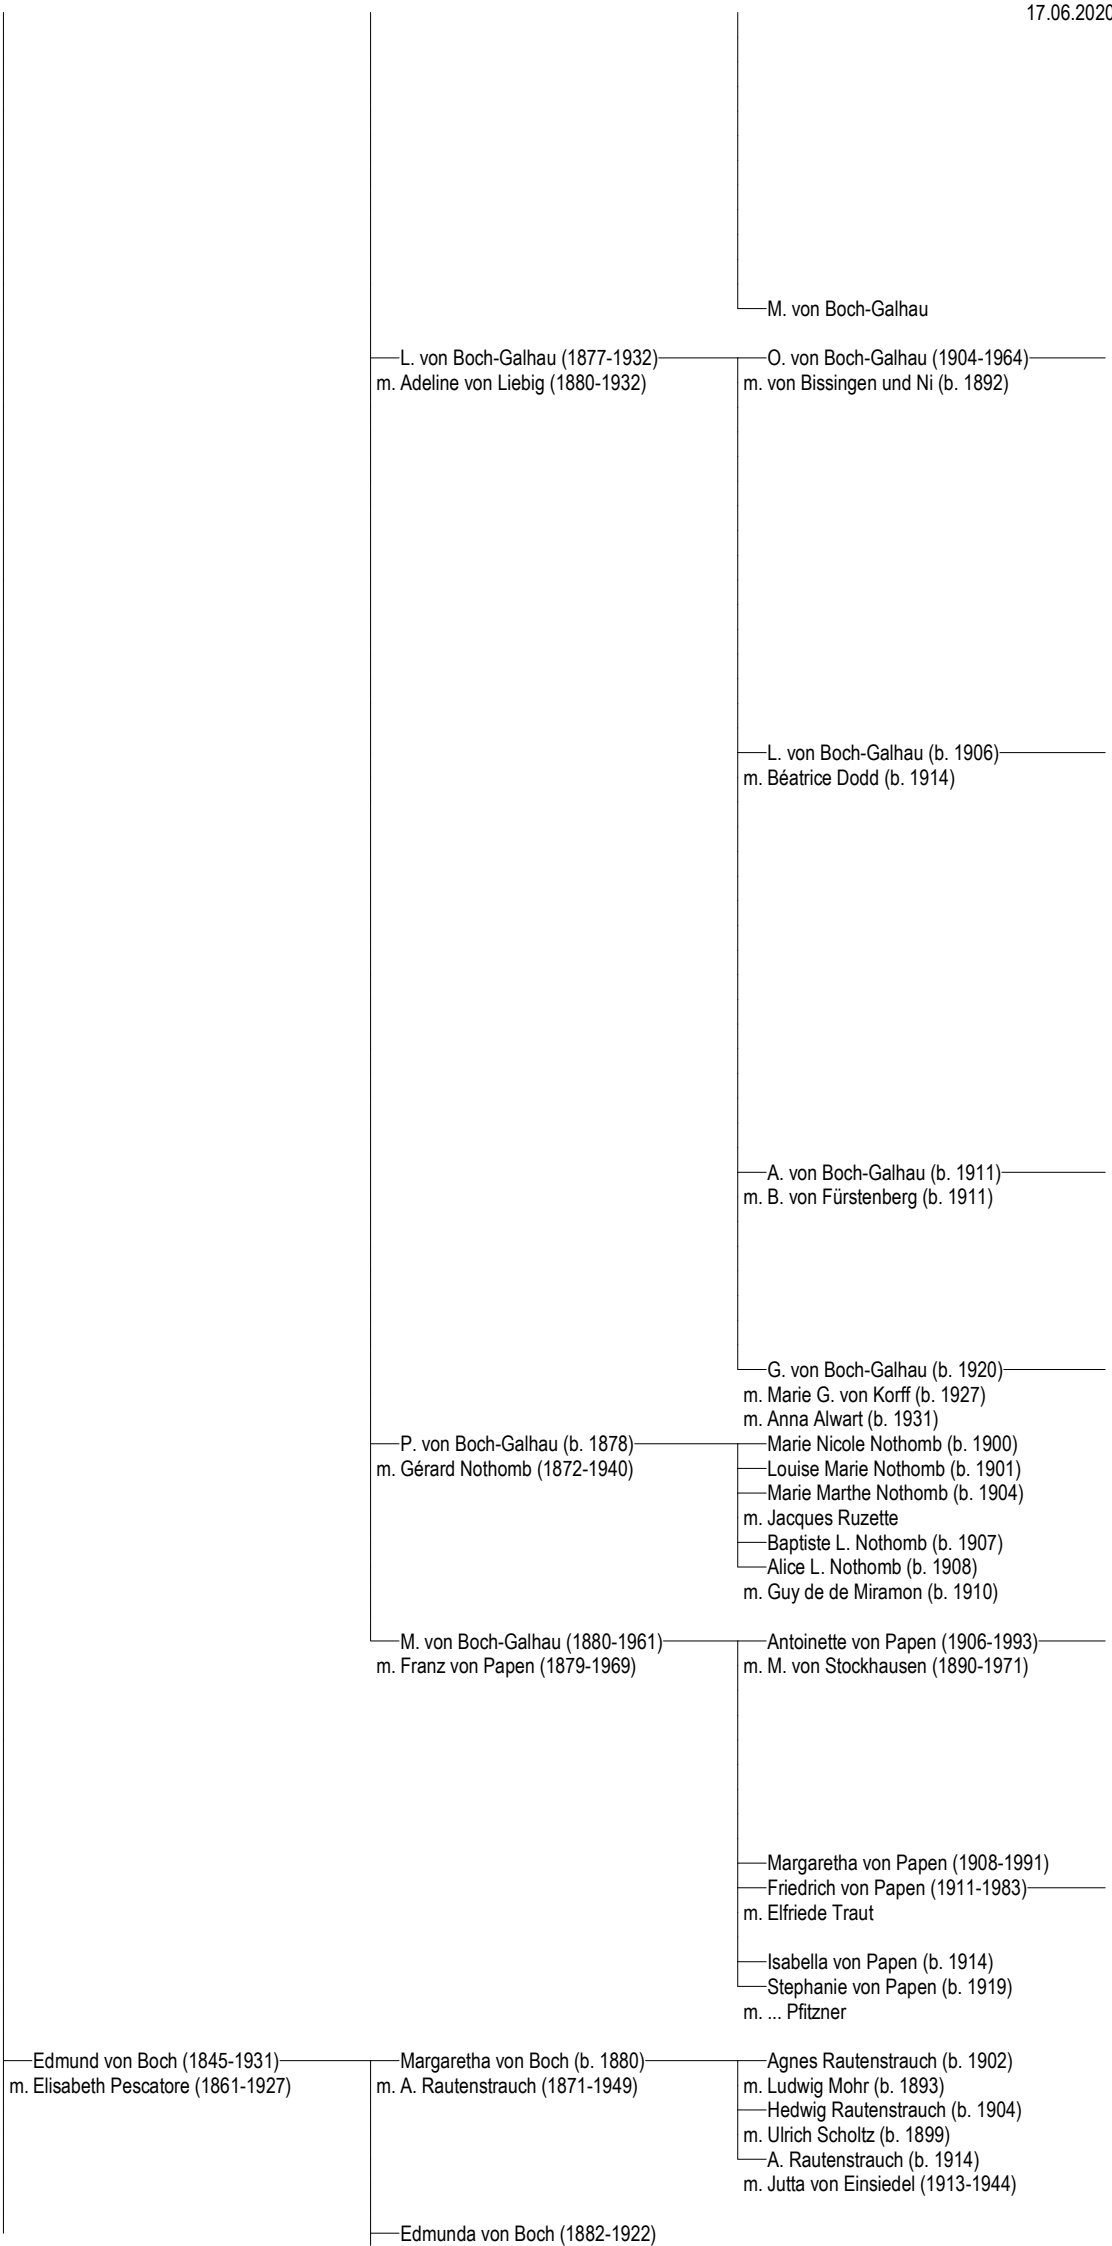 17.06.2020
M. von Boch-Galhau
L. von Boch-Galhau (1877-1932)
m. Adeline von Liebig (1880-1932)
O. von Boch-Galhau (1904-1964)
m. von Bissingen und Ni (b. 1892)
L. von Boch-Galhau (b. 1906)
m. Béatrice Dodd (b. 1914)
A. von Boch-Galhau (b. 1911)
m. B. von Fürstenberg (b. 1911)
G. von Boch-Galhau (b. 1920)
m. Marie G. von Korff (b. 1927)
m. Anna Alwart (b. 1931)
P. von Boch-Galhau (b. 1878)
m. Gérard Nothomb (1872-1940)
Marie Nicole Nothomb (b. 1900)
Louise Marie Nothomb (b. 1901)
Marie Marthe Nothomb (b. 1904)
m. Jacques Ruzette
Baptiste L. Nothomb (b. 1907)
Alice L. Nothomb (b. 1908)
m. Guy de de Miramon (b. 1910)
M. von Boch-Galhau (1880-1961)
m. Franz von Papen (1879-1969)
Antoinette von Papen (1906-1993)
m. M. von Stockhausen (1890-1971)
Margaretha von Papen (1908-1991)
Friedrich von Papen (1911-1983)
m. Elfriede Traut
Isabella von Papen (b. 1914)
Stephanie von Papen (b. 1919)
m. ... Pfitzner
Edmund von Boch (1845-1931)
m. Elisabeth Pescatore (1861-1927)
Margaretha von Boch (b. 1880)
m. A. Rautenstrauch (1871-1949)
Agnes Rautenstrauch (b. 1902)
m. Ludwig Mohr (b. 1893)
Hedwig Rautenstrauch (b. 1904)
m. Ulrich Scholtz (b. 1899)
A. Rautenstrauch (b. 1914)
m. Jutta von Einsiedel (1913-1944)
Edmunda von Boch (1882-1922)